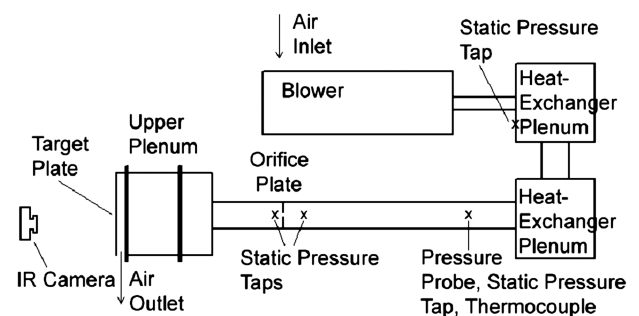 Air
Inlet
Static Pressure
Tap
Blower
Heat-
Exchanger
Plenum
x
Upper
Plenum
Target
Plate
Orifice
Plate
x
x
x
Heat-
Exchanger
Plenum
Static Pressure
Taps
Pressure
Probe, Static Pressure
Tap, Thermocouple
IR Camera
Air
Outlet